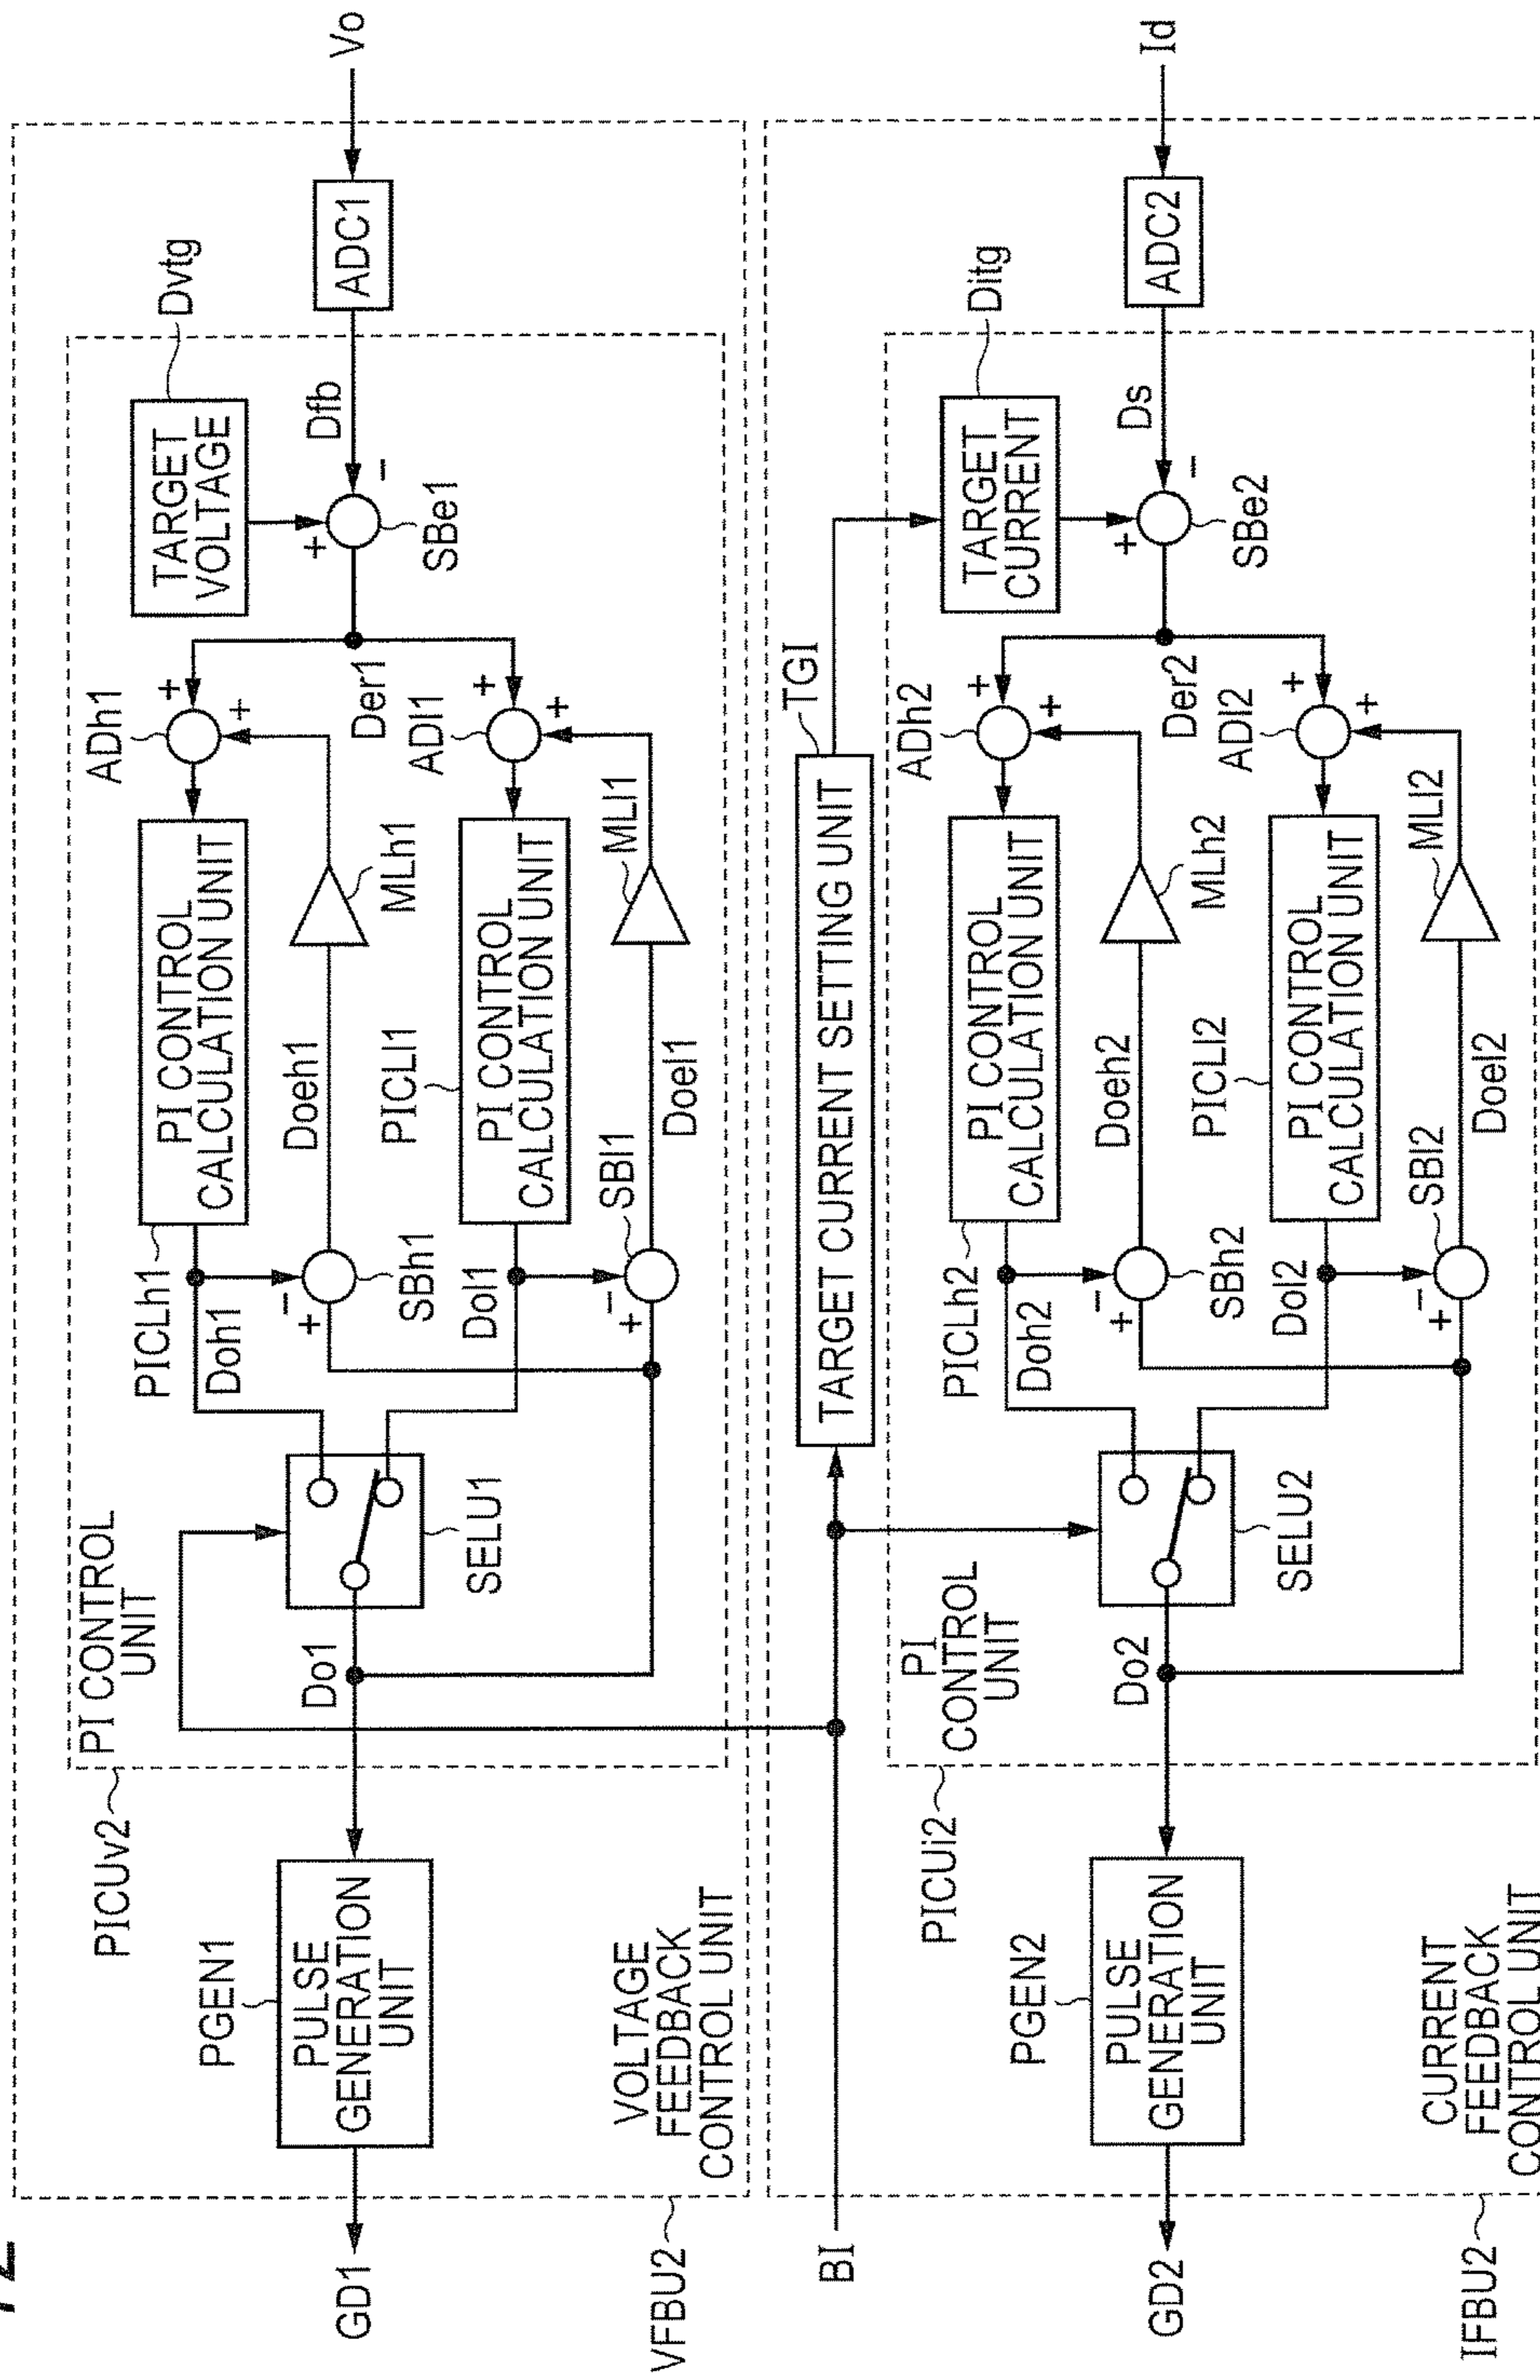 Vo
ADC1
Dvtg
TARGET
VOLTAGE
Dfb
−
+
SBe1
Der1
ADh1
+
+
ADl1
+
+
PI CONTROL
CALCULATION UNIT
MLh1
Doeh1
PICLl1
PI CONTROL
CALCULATION UNIT
MLl1
Doel1
PICLh1
Doh1
−
+
SBh1
Dol1
−
+
SBl1
SELU1
PI CONTROL
UNIT
Do1
PICUv2
PGEN1
PULSE
GENERATION
UNIT
VOLTAGE
FEEDBACK
CONTROL UNIT
GD1
VFBU2
BI
TARGET CURRENT SETTING UNIT
TGI
Id
ADC2
Ditg
TARGET
CURRENT
Ds
−
+
SBe2
Der2
ADh2
+
+
ADl2
+
+
PI CONTROL
CALCULATION UNIT
MLh2
Doeh2
PICLl2
PI CONTROL
CALCULATION UNIT
MLl2
Doel2
PICLh2
Doh2
−
+
SBh2
Dol2
−
+
SBl2
SELU2
PI
CONTROL
UNIT
Do2
PICUi2
PGEN2
PULSE
GENERATION
UNIT
CURRENT
FEEDBACK
CONTROL UNIT
GD2
IFBU2